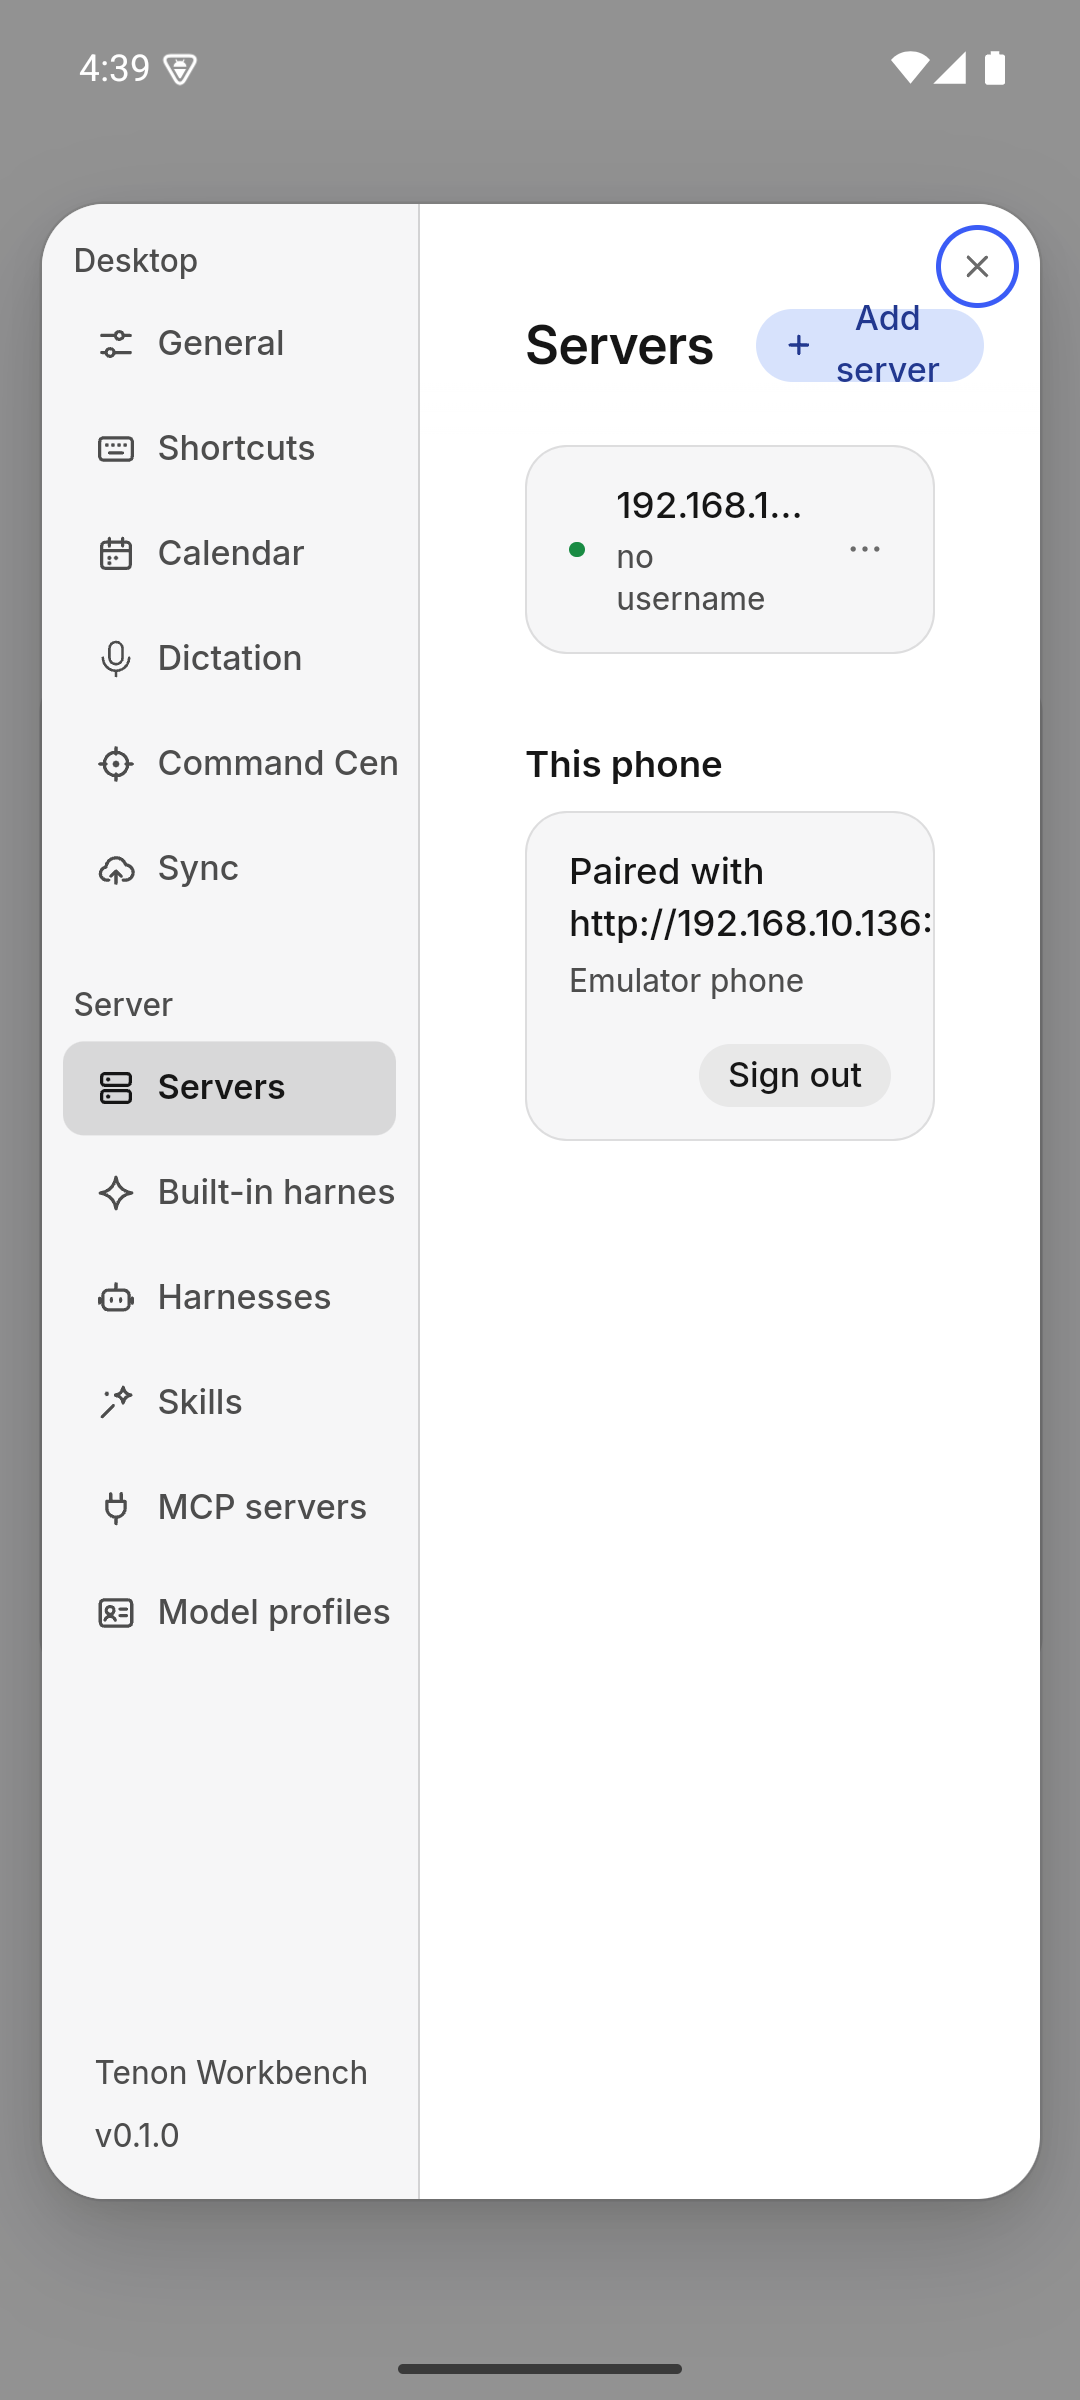 4:39
Desktop
General
Shortcuts
Calendar
Dictation
Command Cen
Sync
Server
Servers
Built-in harnes
Harnesses
Skills
MCP servers
Model profiles
Tenon Workbench
v0.1.0
Servers
+ Add
server
192.168.1...
no
username
This phone
Paired with
http://192.168.10.136:
Emulator phone
Sign out